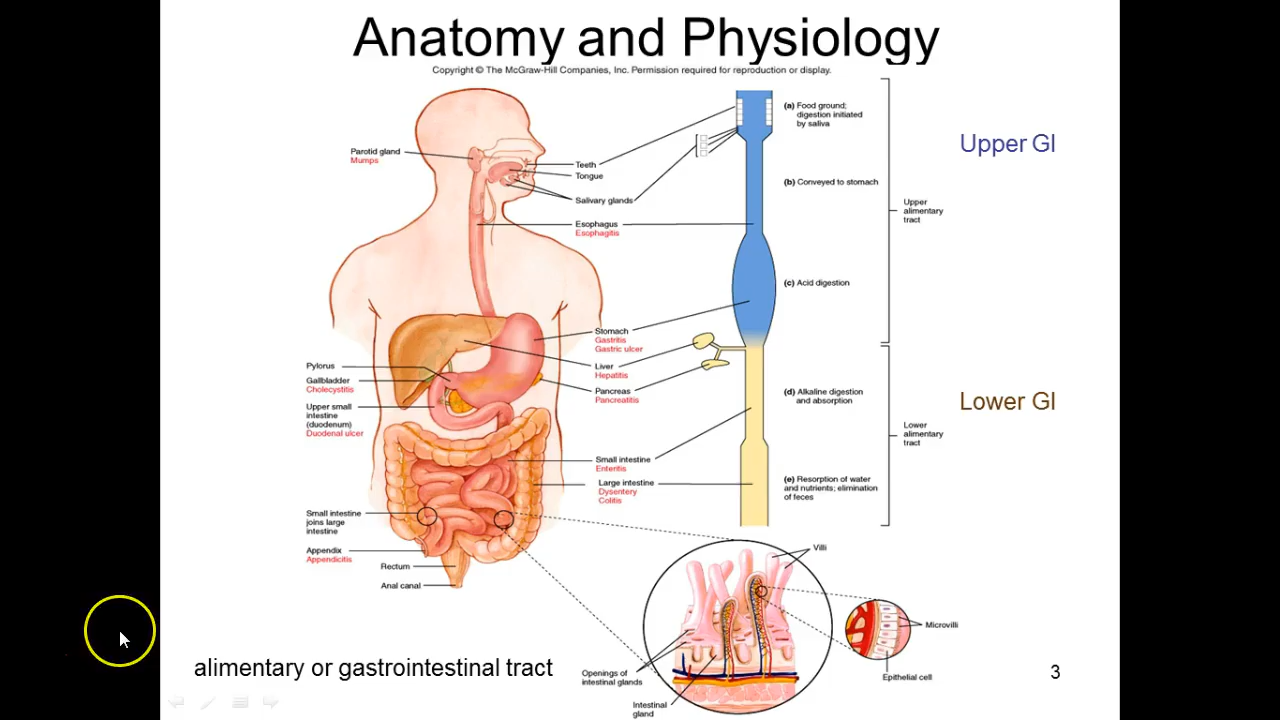 Anatomy and Physiology
Copyright © The McGraw-Hill Companies, Inc. Permission required for reproduction or display.
Parotid gland
Mumps
Teeth
Tongue
Salivary glands
Esophagus
Esophagitis
Stomach
Gastritis
Gastric ulcer
Liver
Hepatitis
Pancreas
Pancreatitis
Pylorus
Gallbladder
Cholecystitis
Upper small
intestine
(duodenum)
Duodenal ulcer
Small intestine
Enteritis
Large intestine
Dysentery
Colitis
Small intestine
joins large
intestine
Appendix
Appendicitis
Rectum
Anal canal
(a) Food ground;
digestion initiated
by saliva
(b) Conveyed to stomach
(c) Acid digestion
(d) Alkaline digestion
and absorption
(e) Resorption of water
and nutrients; elimination
of feces
Upper
alimentary
tract
Lower
alimentary
tract
Upper GI
Lower GI
Villi
Microvilli
Epithelial cell
Openings of
intestinal glands
Intestinal
gland
alimentary or gastrointestinal tract
3